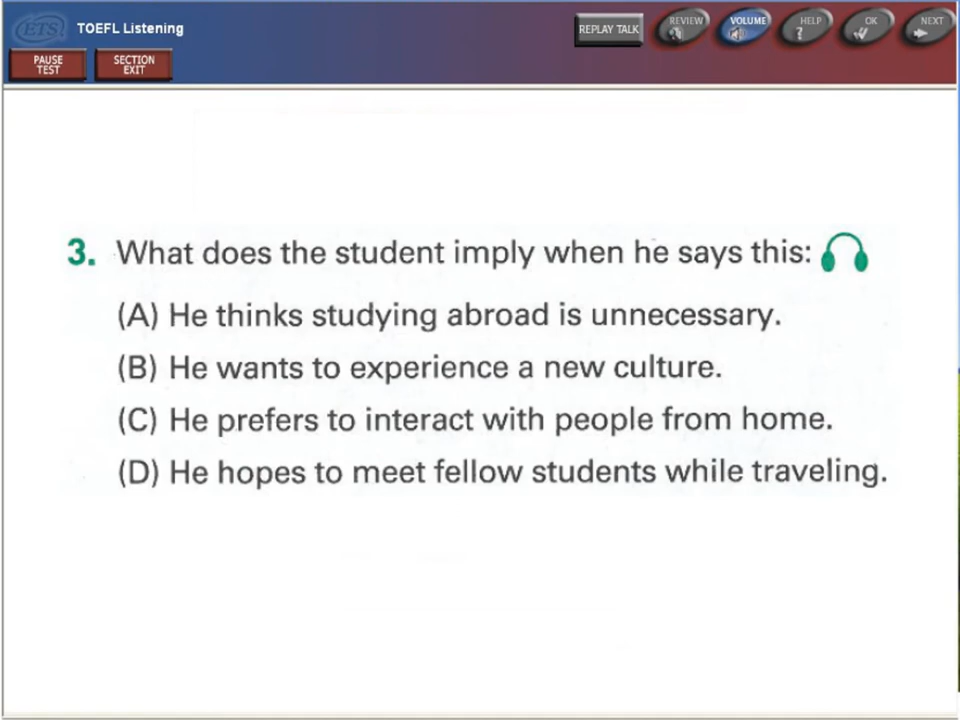 ETS TOEFL Listening
REPLAY TALK
REVIEW
VOLUME
HELP
?
OK
NEXT
PAUSE
TEST
SECTION
EXIT
3. What does the student imply when he says this:
(A) He thinks studying abroad is unnecessary.
(B) He wants to experience a new culture.
(C) He prefers to interact with people from home.
(D) He hopes to meet fellow students while traveling.